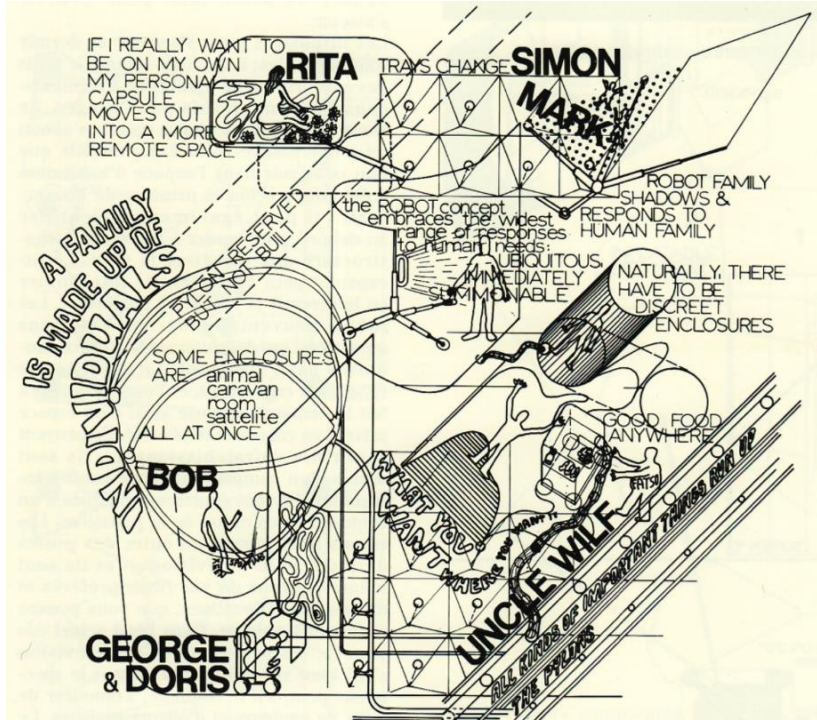 IF I REALLY WANT TO
BE ON MY OWN
MY PERSONAL
CAPSULE
MOVES OUT
INTO A MORE
REMOTE SPACE
RITA
TRAYS CHANGE
SIMON
MARK
ROBOT FAMILY
SHADOWS &
RESPONDS TO
HUMAN FAMILY
the ROBOT concept
embraces the widest
range of responses
to human needs:
UBIQUITOUS,
IMMEDIATELY
SUMMONABLE
A FAMILY
IS MADE UP OF
INDIVIDUALS
PYLON RESERVED
BUT NOT BUILT
NATURALLY, THERE
HAVE TO BE
DISCREET
ENCLOSURES
SOME ENCLOSURES
ARE animal
caravan
room
sattelite
ALL AT ONCE
BOB
GOOD FOOD
ANYWHERE
FATSO
WHAT YOU
WANT
WHERE YOU WANT IT
UNCLE WILF
GEORGE
& DORIS
ALL KINDS OF IMPORTANT THINGS RUN UP
THE PYLONS